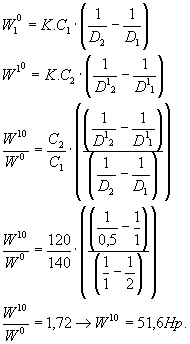 W₁⁰ = K.C₁·(1/D₂ − 1/D₁)
W¹⁰ = K.C₂·(1/D¹₂ − 1/D¹₁)
W¹⁰/W⁰ = C₂/C₁·((1/D¹₂ − 1/D¹₁)/(1/D₂ − 1/D₁))
W¹⁰/W⁰ = 120/140·((1/0,5 − 1/1)/(1/1 − 1/2))
W¹⁰/W⁰ = 1,72 → W¹⁰ = 51,6Hp.